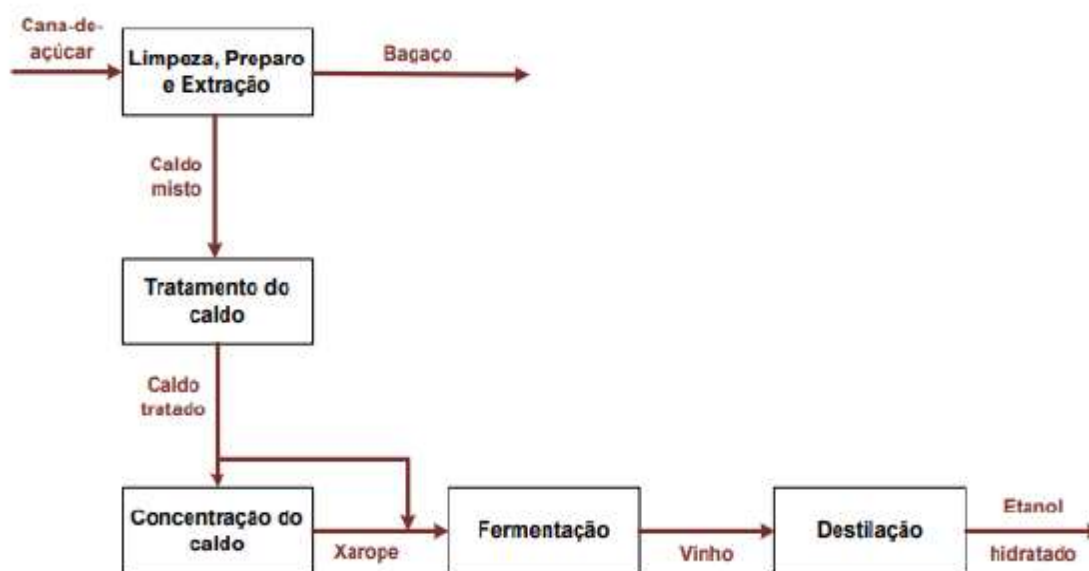 Cana-de-
açúcar
Limpeza, Preparo
e Extração
Bagaço
Caldo
misto
Tratamento do
caldo
Caldo
tratado
Concentração do
caldo
Xarope
Fermentação
Vinho
Destilação
Etanol
hidratado